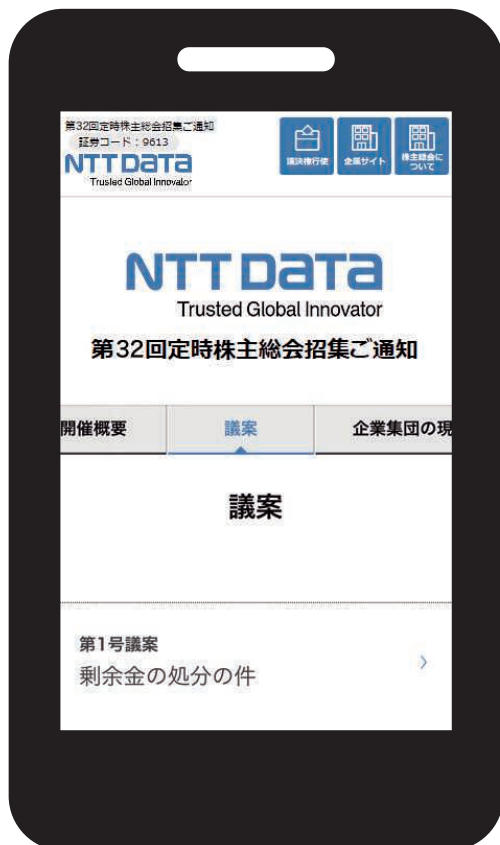 第32回定時株主総会招集ご通知
証券コード：9613
NTT DaTa
Trusted Global Innovator
議決権行使
企業サイト
株主総会に
ついて
NTT DaTa
Trusted Global Innovator
第32回定時株主総会招集ご通知
開催概要
議案
企業集団の現
議案
第1号議案
剰余金の処分の件